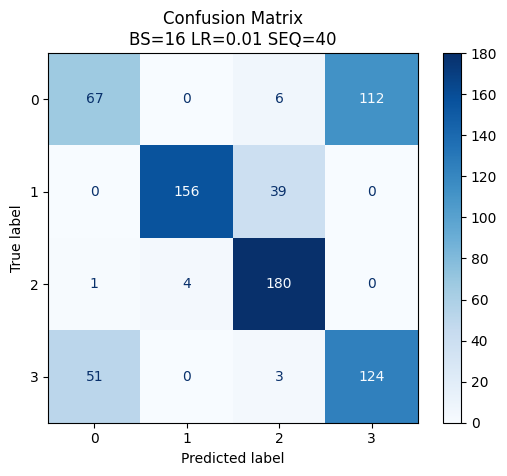 Confusion Matrix
BS=16 LR=0.01 SEQ=40
0 67 0 6 112
1 0 156 39 0
2 1 4 180 0
3 51 0 3 124
0 1 2 3
True label
Predicted label
180
160
140
120
100
80
60
40
20
0